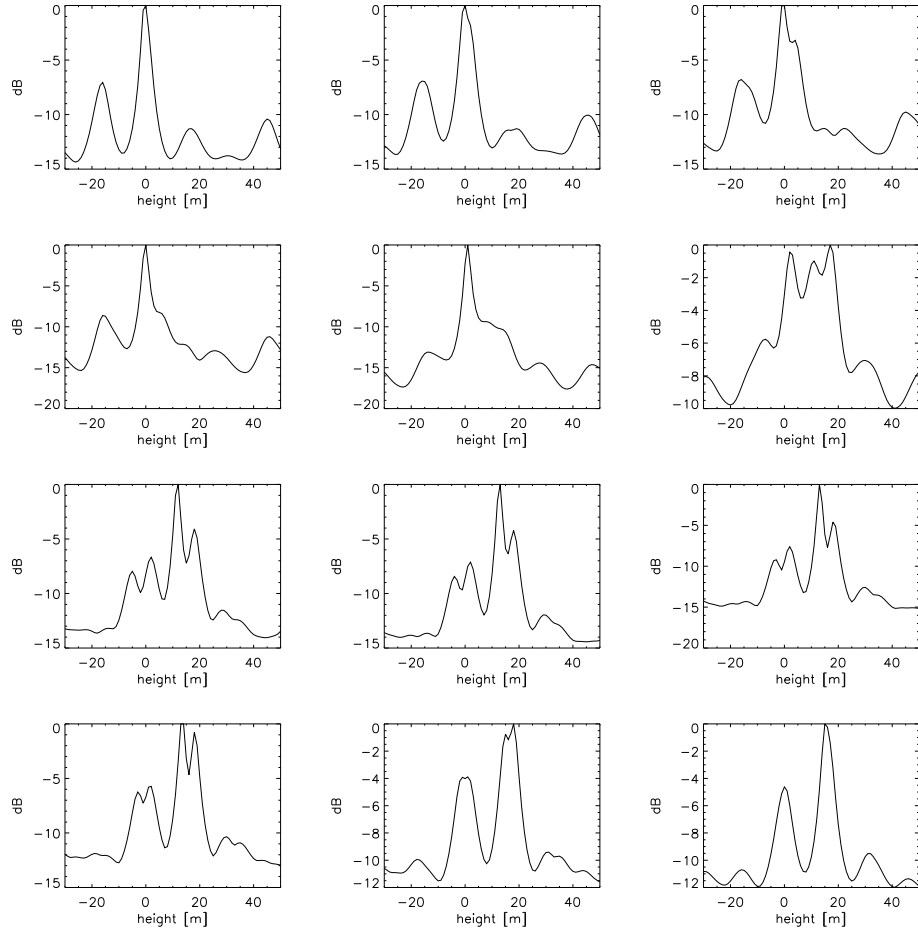 0 0 0
−5 −5 −5
dB dB dB
−10 −10 −10
−15 −15 −15
−20 0 20 40 −20 0 20 40 −20 0 20 40
height [m] height [m] height [m]
0 0 0
−5 −5 −2
−4
dB −10 dB −10 dB
−6
−15 −15 −8
−20 −20 −10
−20 0 20 40 −20 0 20 40 −20 0 20 40
height [m] height [m] height [m]
0 0 0
−5 −5 −5
dB dB dB −10
−10 −10
−15
−15 −15 −20
−20 0 20 40 −20 0 20 40 −20 0 20 40
height [m] height [m] height [m]
0 0 0
−2 −2
−5 −4 −4
dB dB −6 dB −6
−10 −8 −8
−10 −10
−15 −12 −12
−20 0 20 40 −20 0 20 40 −20 0 20 40
height [m] height [m] height [m]